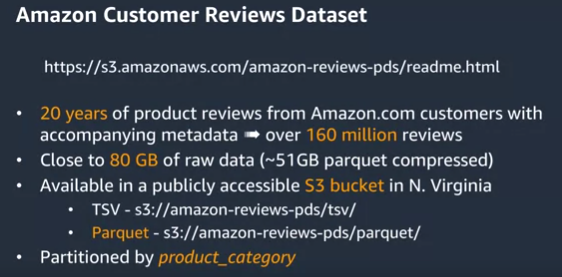 Amazon Customer Reviews Dataset
https://s3.amazonaws.com/amazon-reviews-pds/readme.html
• 20 years of product reviews from Amazon.com customers with
accompanying metadata ➠ over 160 million reviews
• Close to 80 GB of raw data (~51GB parquet compressed)
• Available in a publicly accessible S3 bucket in N. Virginia
• TSV - s3://amazon-reviews-pds/tsv/
• Parquet - s3://amazon-reviews-pds/parquet/
• Partitioned by product_category